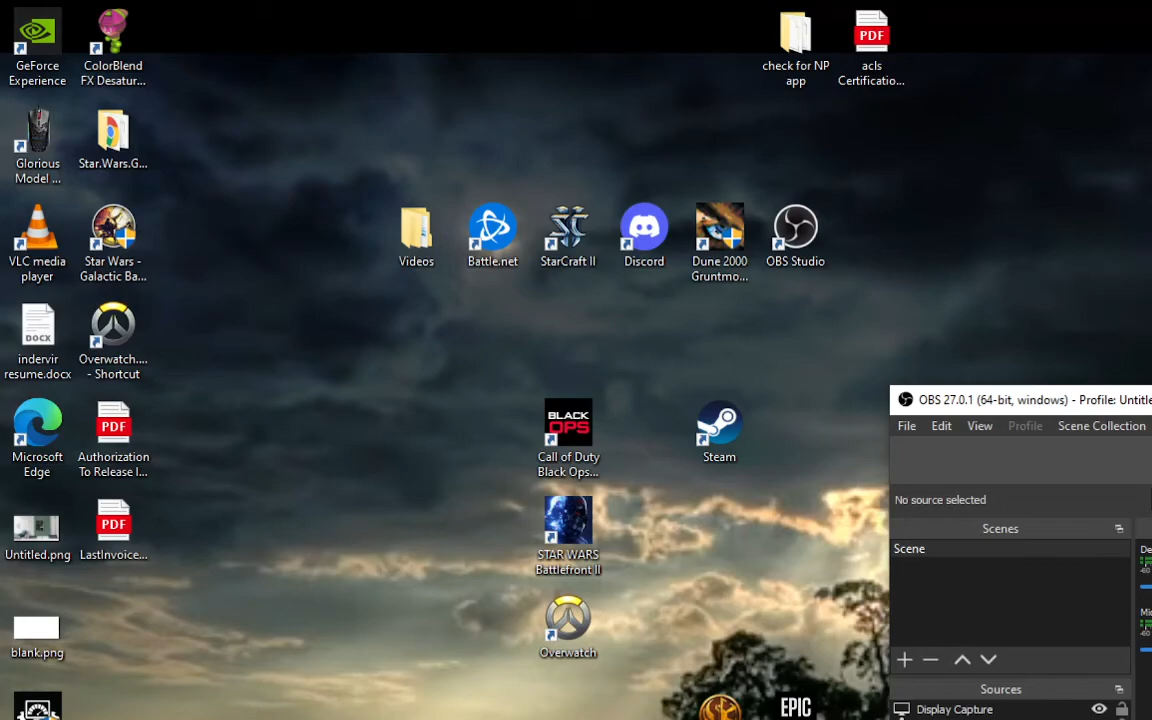 GeForce
Experience
ColorBlend
FX Desatur...
check for NP
app
PDF
acls
Certificatio...
Glorious
Model ...
Star.Wars.G...
VLC media
player
Star Wars -
Galactic Ba...
Videos
Battle.net
StarCraft II
Discord
Dune 2000
Gruntmo...
OBS Studio
DOCX
indervir
resume.docx
Overwatch....
- Shortcut
Microsoft
Edge
PDF
Authorization
To Release I...
BLACK
OPS
Call of Duty
Black Ops...
Steam
OBS 27.0.1 (64-bit, windows) - Profile: Untitle
File Edit View Profile Scene Collection
No source selected
Scenes
Scene
Untitled.png
PDF
LastInvoice...
STAR WARS
Battlefront II
De
-60
Mic
-60
blank.png
Overwatch
Sources
Display Capture
EPIC